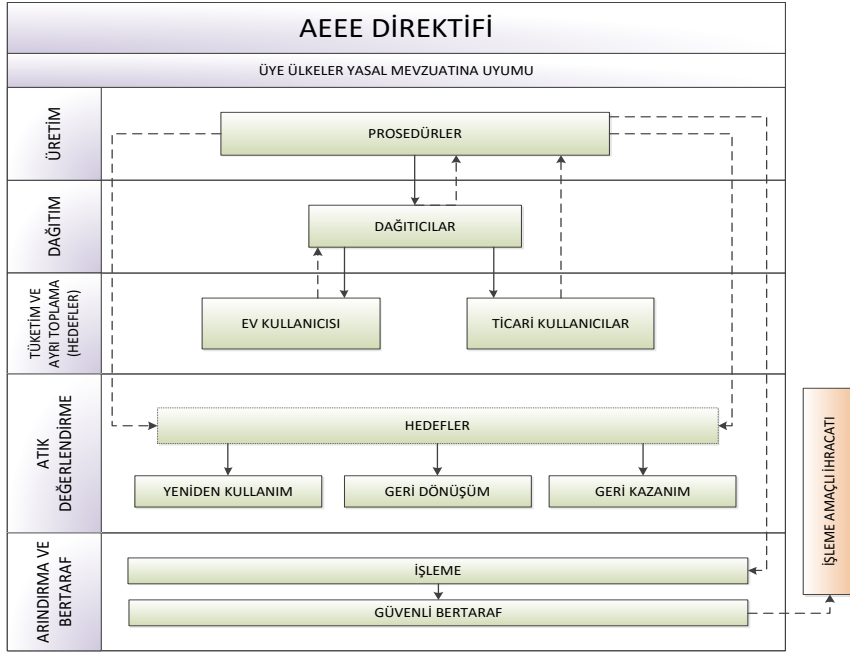 AEEE DİREKTİFİ
ÜYE ÜLKELER YASAL MEVZUATINA UYUMU
ÜRETİM
PROSEDÜRLER
DAĞITIM
DAĞITICILAR
TÜKETİM VE
AYRI TOPLAMA
(HEDEFLER)
EV KULLANICISI
TİCARİ KULLANICILAR
ATIK
DEĞERLENDİRME
HEDEFLER
YENİDEN KULLANIM
GERİ DÖNÜŞÜM
GERİ KAZANIM
İŞLEME AMAÇLI İHRACATI
ARINDIRMA VE
BERTARAF
İŞLEME
GÜVENLİ BERTARAF